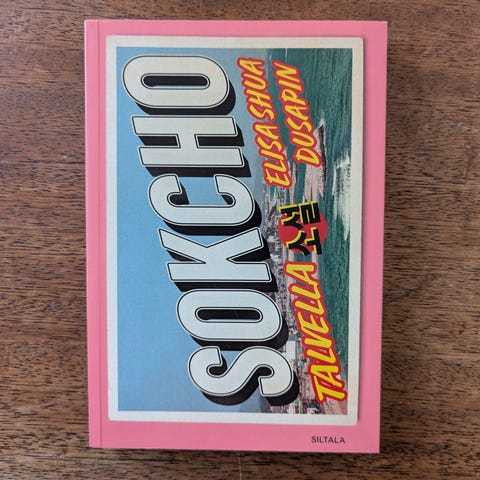 SOKCHO
TALVELLA 소설
ELISA SHUA
DUSAPIN
SILTALA